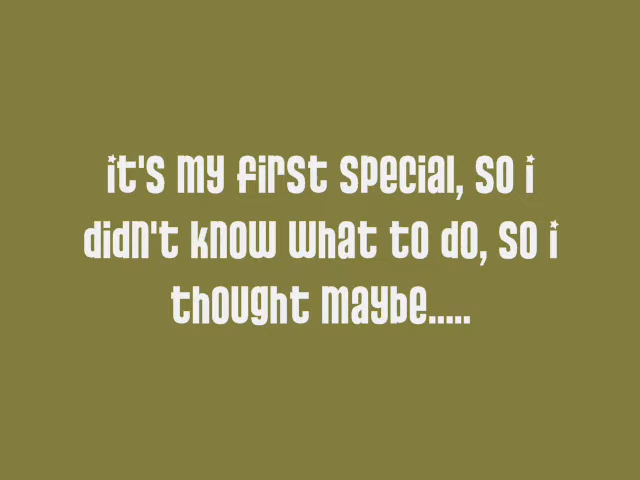 it's my first special, so i
didn't know what to do, so i
thought maybe.....